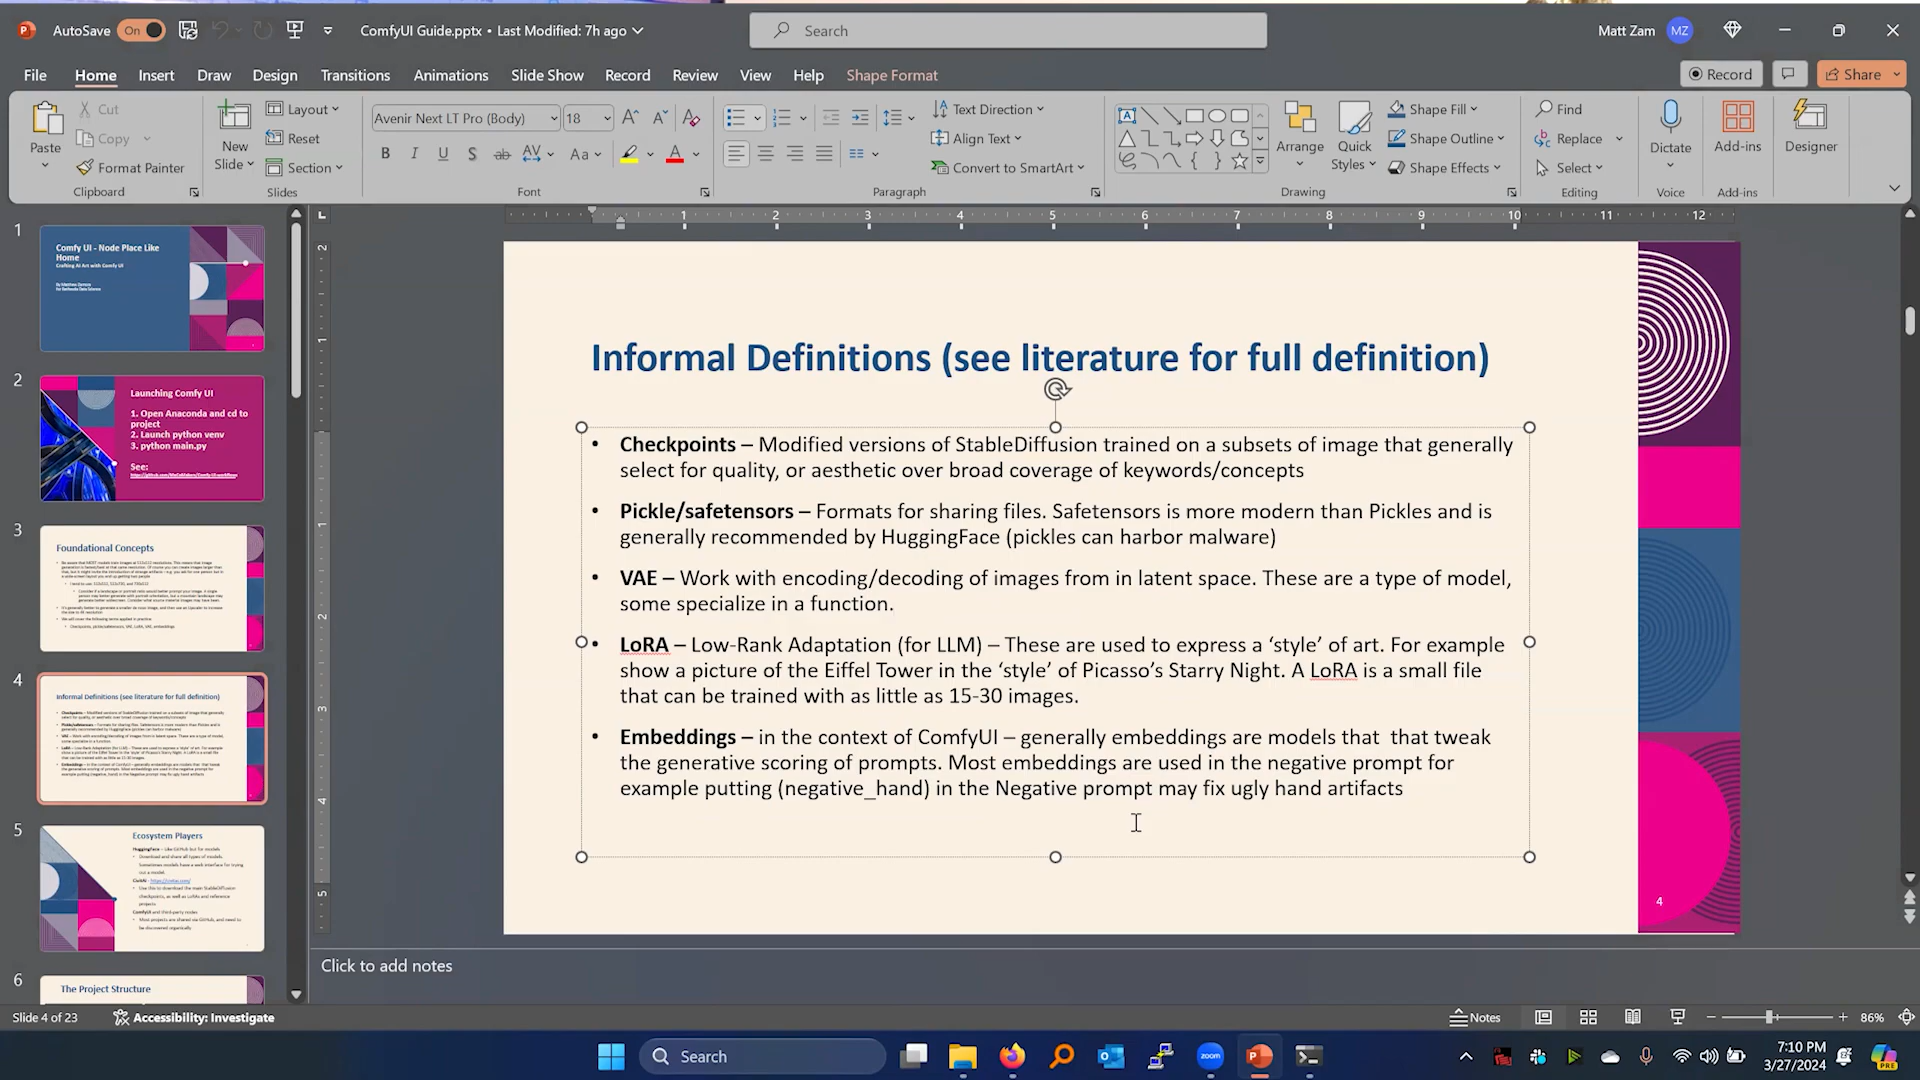 AutoSave On ComfyUI Guide.pptx • Last Modified: 7h ago Search Matt Zam MZ
File Home Insert Draw Design Transitions Animations Slide Show Record Review View Help Shape Format Record Share
Paste Cut Copy Format Painter Clipboard
New Slide Layout Reset Section Slides
Avenir Next LT Pro (Body) 18 Font
Text Direction Align Text Convert to SmartArt Paragraph
Arrange Quick Styles Shape Fill Shape Outline Shape Effects Drawing
Find Replace Select Editing
Dictate Voice
Add-ins Add-ins
Designer
1
Comfy UI - Node Place Like
Home
Crafting AI Art with Comfy UI
2
Launching Comfy UI
1. Open Anaconda and cd to
project
2. Launch python venv
3. python main.py
See:
3
Foundational Concepts
4
Informal Definitions (see literature for full definition)
5
Ecosystem Players
6
The Project Structure
Informal Definitions (see literature for full definition)
• Checkpoints – Modified versions of StableDiffusion trained on a subsets of image that generally
select for quality, or aesthetic over broad coverage of keywords/concepts
• Pickle/safetensors – Formats for sharing files. Safetensors is more modern than Pickles and is
generally recommended by HuggingFace (pickles can harbor malware)
• VAE – Work with encoding/decoding of images from in latent space. These are a type of model,
some specialize in a function.
• LoRA – Low-Rank Adaptation (for LLM) – These are used to express a ‘style’ of art. For example
show a picture of the Eiffel Tower in the ‘style’ of Picasso’s Starry Night. A LoRA is a small file
that can be trained with as little as 15-30 images.
• Embeddings – in the context of ComfyUI – generally embeddings are models that  that tweak
the generative scoring of prompts. Most embeddings are used in the negative prompt for
example putting (negative_hand) in the Negative prompt may fix ugly hand artifacts
4
Click to add notes
Slide 4 of 23 Accessibility: Investigate Notes 86%
Search zoom 7:10 PM
3/27/2024